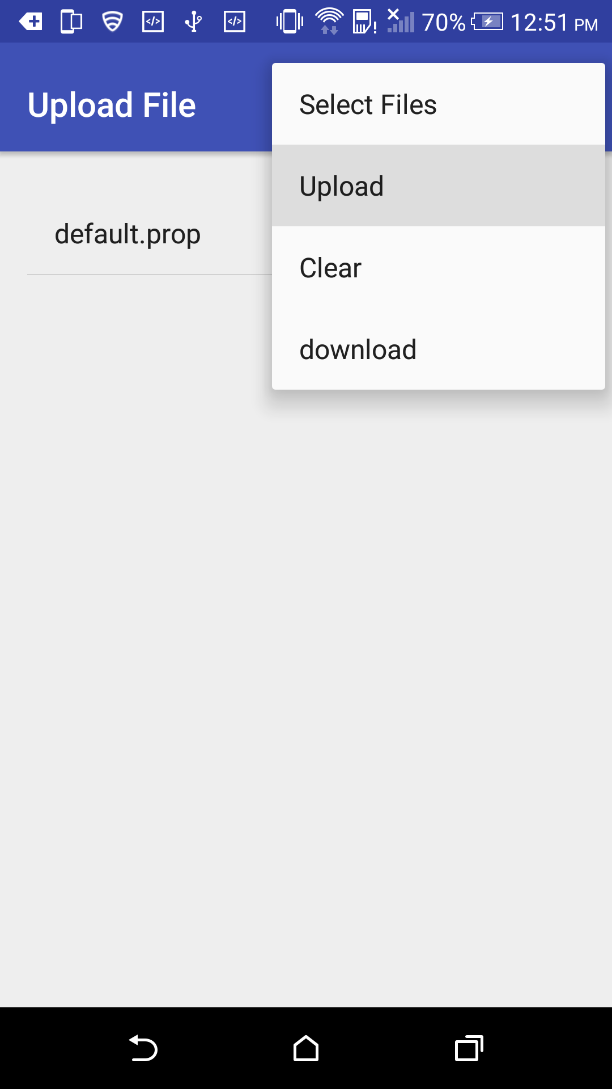 70% 12:51 PM
Upload File
Select Files
Upload
default.prop
Clear
download